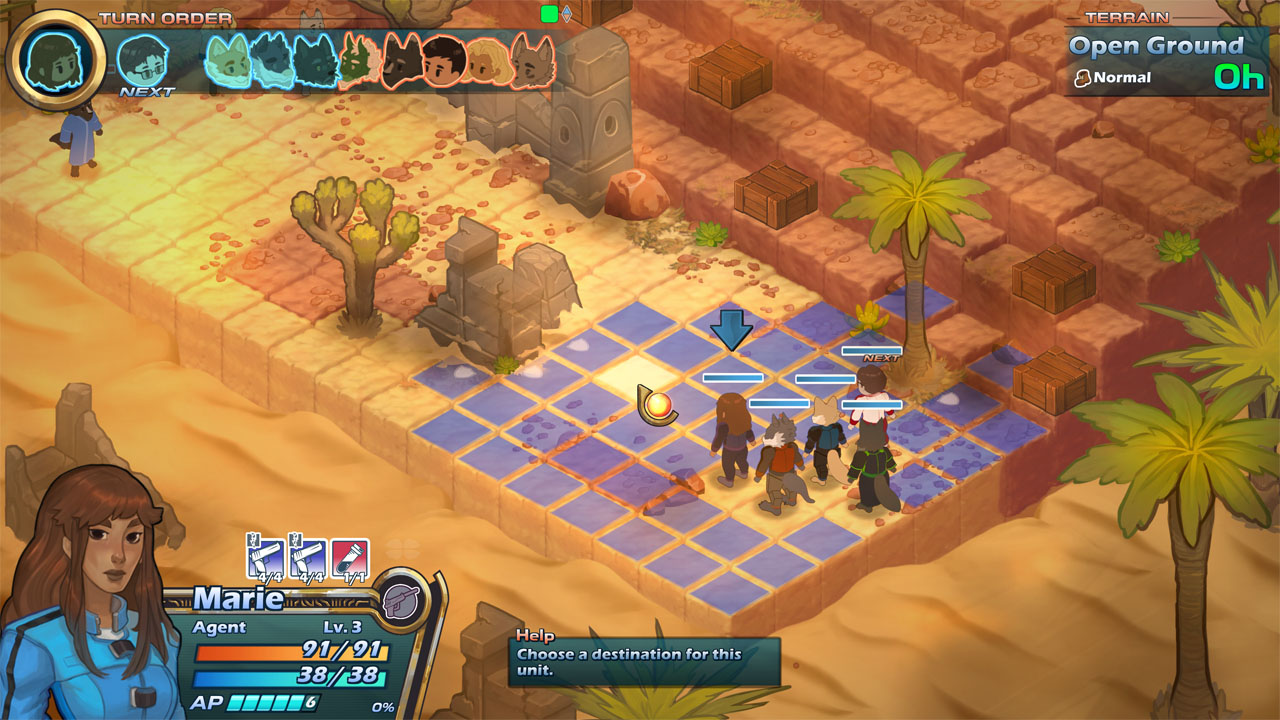 TURN ORDER
NEXT
TERRAIN
Open Ground
Normal
0h
NEXT
4/4 4/4 1/1
Marie
Agent Lv. 3
91/91
38/38
AP 6 0%
Help
Choose a destination for this
unit.